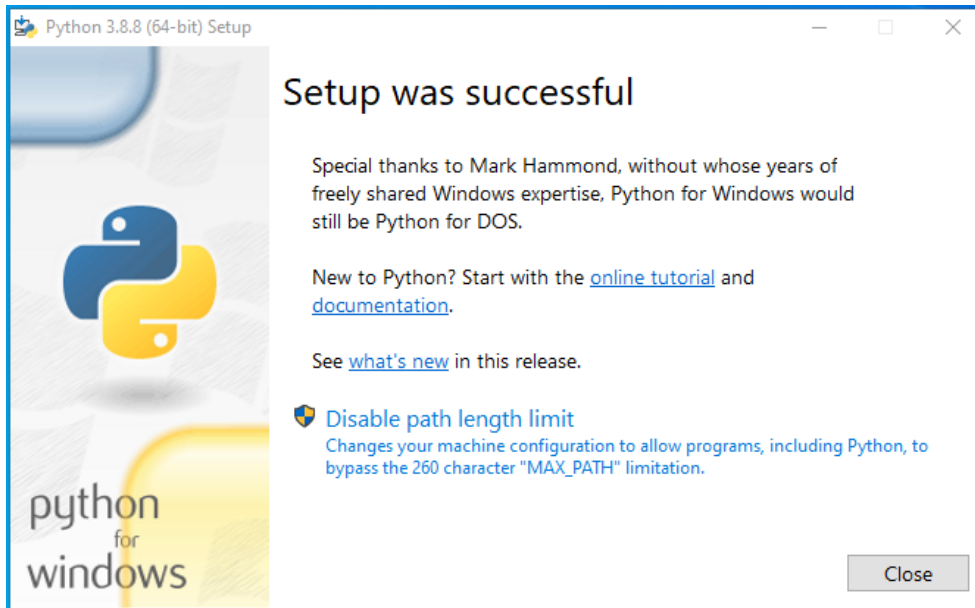 Python 3.8.8 (64-bit) Setup
Setup was successful
Special thanks to Mark Hammond, without whose years of
freely shared Windows expertise, Python for Windows would
still be Python for DOS.
New to Python? Start with the online tutorial and
documentation.
See what's new in this release.
Disable path length limit
Changes your machine configuration to allow programs, including Python, to
bypass the 260 character "MAX_PATH" limitation.
python
for
windows
Close